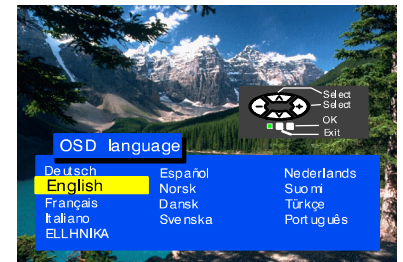 Select
Select
OK
Exit
OSD language
Deutsch
English
Français
Italiano
ELLHNIKA
Español
Norsk
Dansk
Svenska
Nederlands
Suomi
Türkçe
Português